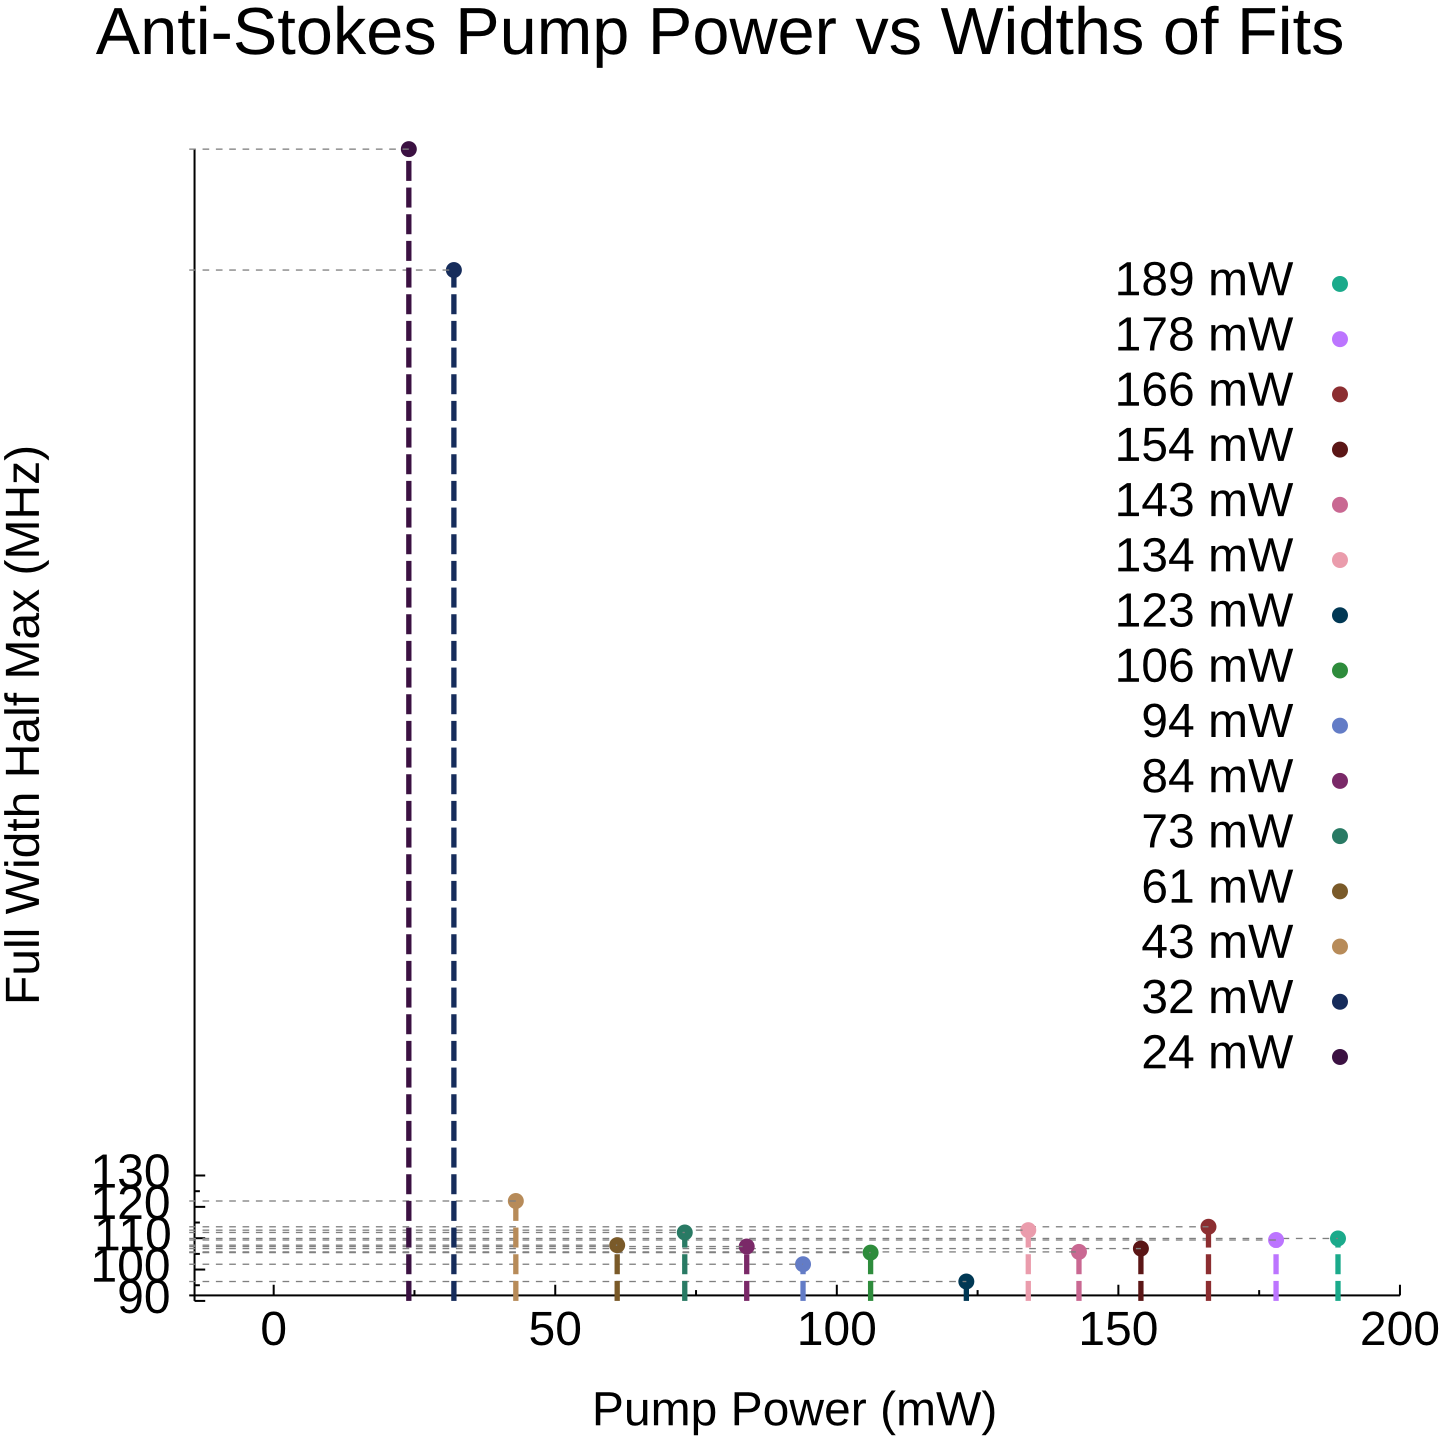 Anti-Stokes Pump Power vs Widths of Fits
Full Width Half Max (MHz)
130
120
110
100
90
189 mW
178 mW
166 mW
154 mW
143 mW
134 mW
123 mW
106 mW
94 mW
84 mW
73 mW
61 mW
43 mW
32 mW
24 mW
0 50 100 150 200
Pump Power (mW)